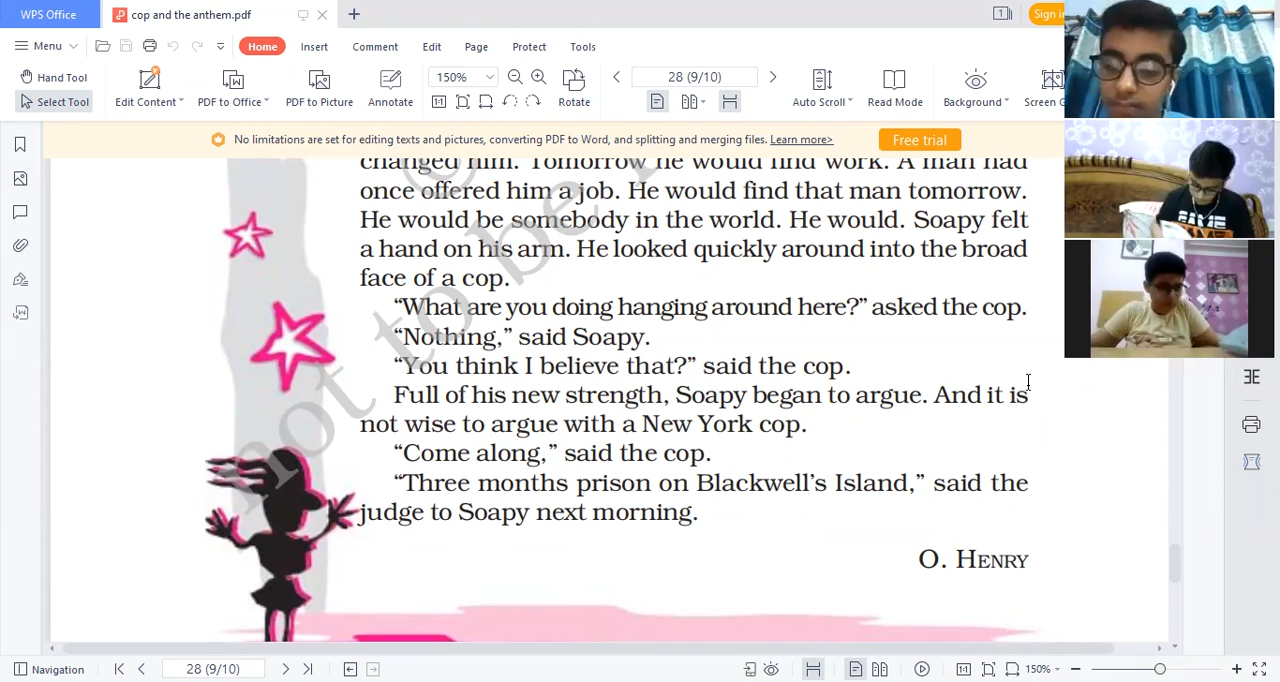 WPS Office
cop and the anthem.pdf
1
Sign in
Menu
Home
Insert
Comment
Edit
Page
Protect
Tools
Hand Tool
Select Tool
Edit Content
PDF to Office
PDF to Picture
Annotate
150%
Rotate
28 (9/10)
Auto Scroll
Read Mode
Background
Screen G
No limitations are set for editing texts and pictures, converting PDF to Word, and splitting and merging files. Learn more>
Free trial
changed him. Tomorrow he would find work. A man had
once offered him a job. He would find that man tomorrow.
He would be somebody in the world. He would. Soapy felt
a hand on his arm. He looked quickly around into the broad
face of a cop.
“What are you doing hanging around here?” asked the cop.
“Nothing,” said Soapy.
“You think I believe that?” said the cop.
Full of his new strength, Soapy began to argue. And it is
not wise to argue with a New York cop.
“Come along,” said the cop.
“Three months prison on Blackwell’s Island,” said the
judge to Soapy next morning.
O. HENRY
©
not to be r
Navigation
28 (9/10)
150%